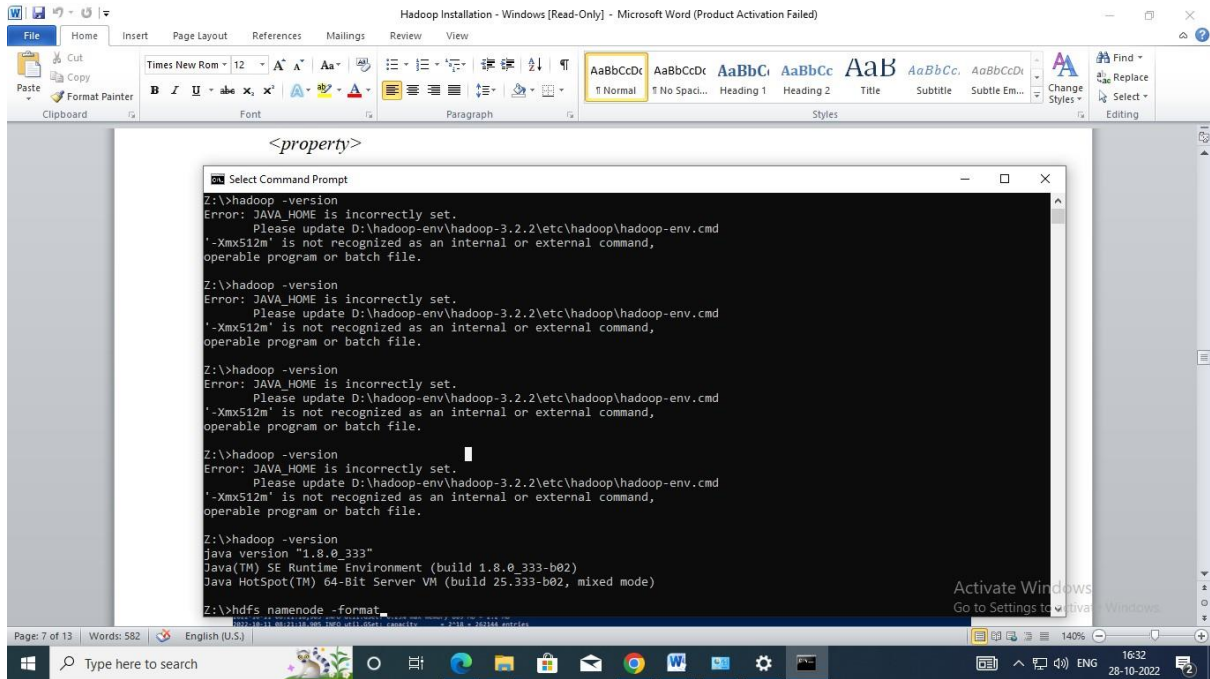 Hadoop Installation - Windows [Read-Only] - Microsoft Word (Product Activation Failed)
File Home Insert Page Layout References Mailings Review View
Cut
Copy
Format Painter
Paste
Clipboard
Times New Rom 12
Font
Paragraph
AaBbCcDc AaBbCcDc AaBbC AaBbCc AaB AaBbCc. AaBbCcDc
¶ Normal ¶ No Spaci... Heading 1 Heading 2 Title Subtitle Subtle Em...
Change Styles
Styles
Find
Replace
Select
Editing
<property>
Select Command Prompt
Z:\>hadoop -version
Error: JAVA_HOME is incorrectly set.
Please update D:\hadoop-env\hadoop-3.2.2\etc\hadoop\hadoop-env.cmd
'-Xmx512m' is not recognized as an internal or external command,
operable program or batch file.
Z:\>hadoop -version
Error: JAVA_HOME is incorrectly set.
Please update D:\hadoop-env\hadoop-3.2.2\etc\hadoop\hadoop-env.cmd
'-Xmx512m' is not recognized as an internal or external command,
operable program or batch file.
Z:\>hadoop -version
Error: JAVA_HOME is incorrectly set.
Please update D:\hadoop-env\hadoop-3.2.2\etc\hadoop\hadoop-env.cmd
'-Xmx512m' is not recognized as an internal or external command,
operable program or batch file.
Z:\>hadoop -version
Error: JAVA_HOME is incorrectly set.
Please update D:\hadoop-env\hadoop-3.2.2\etc\hadoop\hadoop-env.cmd
'-Xmx512m' is not recognized as an internal or external command,
operable program or batch file.
Z:\>hadoop -version
java version "1.8.0_333"
Java(TM) SE Runtime Environment (build 1.8.0_333-b02)
Java HotSpot(TM) 64-Bit Server VM (build 25.333-b02, mixed mode)
Z:\>hdfs namenode -format
Activate Windows
Go to Settings to activate Windows.
Page: 7 of 13 Words: 582 English (U.S.) 140%
Type here to search
ENG
16:32
28-10-2022
2